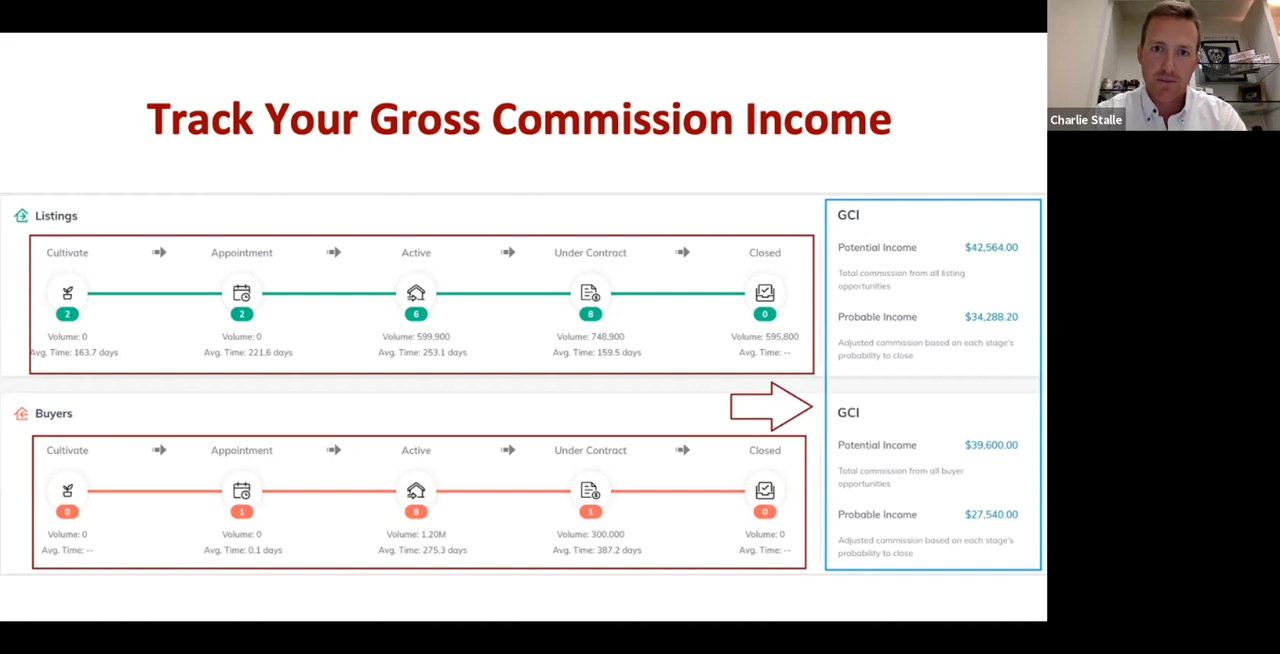 Track Your Gross Commission Income
Charlie Stalle
Listings
Cultivate
Appointment
Active
Under Contract
Closed
2
2
6
8
0
Volume: 0
Volume: 0
Volume: 599,900
Volume: 748,900
Volume: 595,800
Avg. Time: 163.7 days
Avg. Time: 221.6 days
Avg. Time: 253.1 days
Avg. Time: 159.5 days
Avg. Time: --
GCI
Potential Income $42,564.00
Total commission from all listing
opportunities
Probable Income $34,288.20
Adjusted commission based on each stage's
probability to close
Buyers
Cultivate
Appointment
Active
Under Contract
Closed
0
1
8
1
0
Volume: 0
Volume: 0
Volume: 1.20M
Volume: 300,000
Volume: 0
Avg. Time: --
Avg. Time: 0.1 days
Avg. Time: 275.3 days
Avg. Time: 387.2 days
Avg. Time: --
GCI
Potential Income $39,600.00
Total commission from all buyer
opportunities
Probable Income $27,540.00
Adjusted commission based on each stage's
probability to close